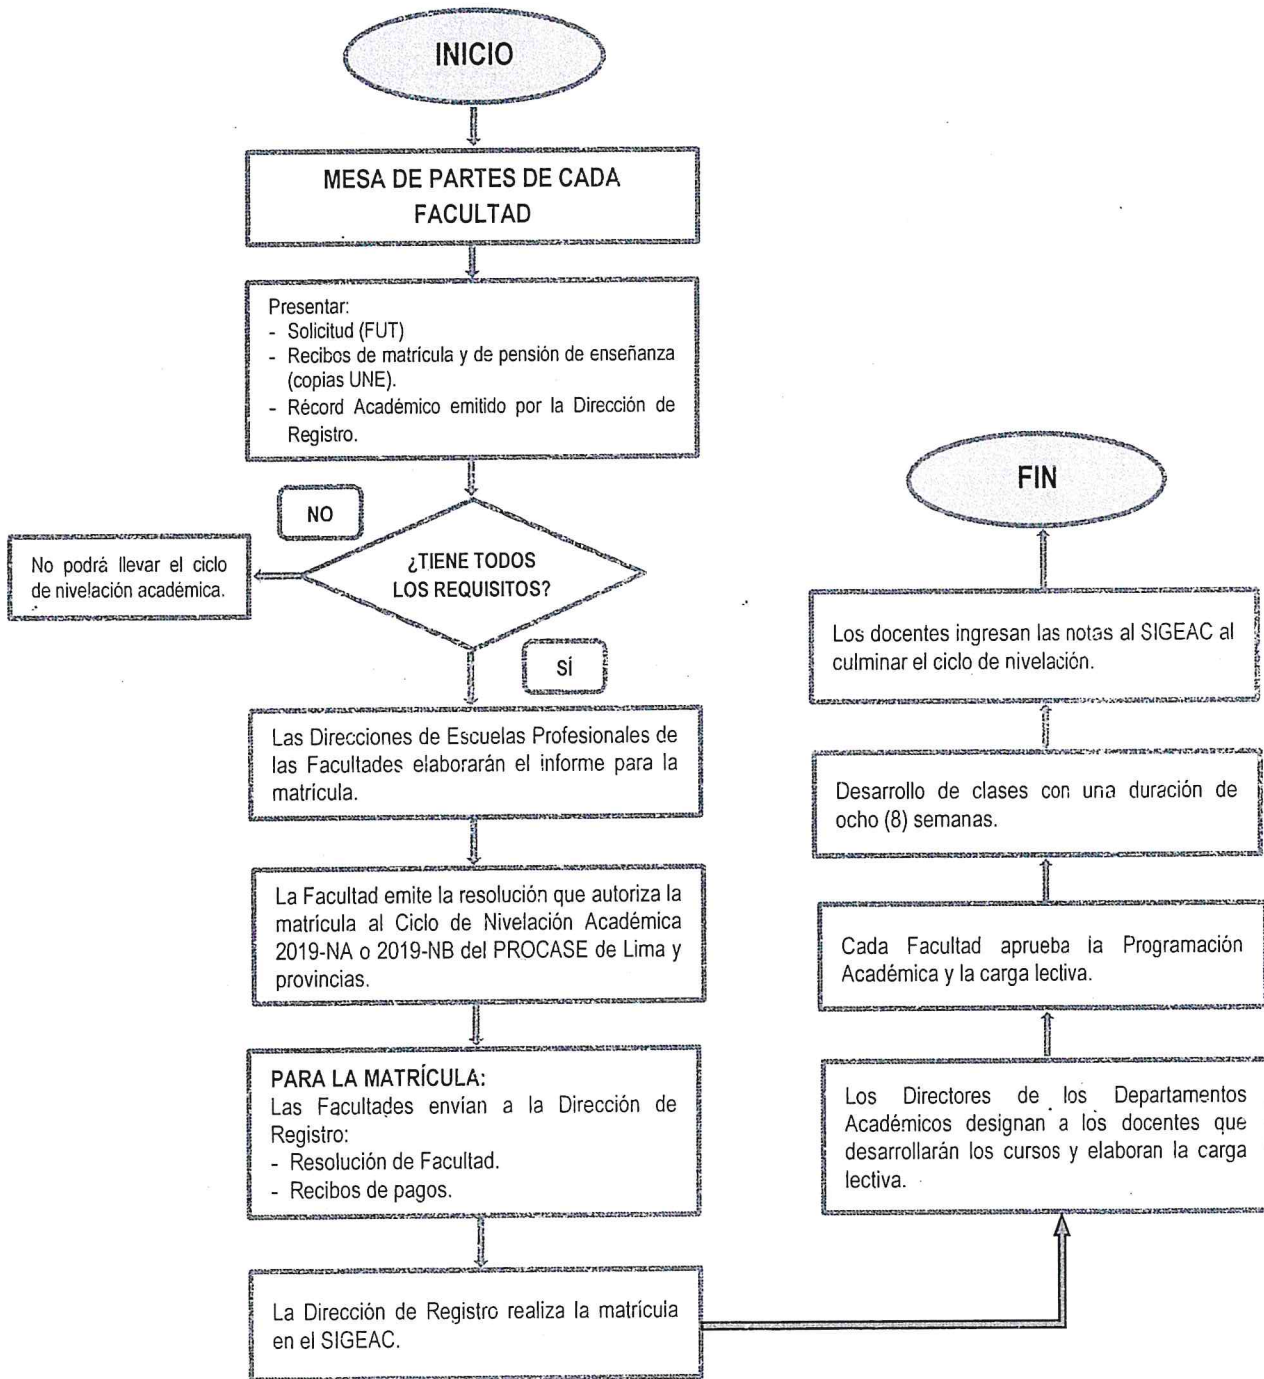 INICIO
MESA DE PARTES DE CADA
FACULTAD
Presentar:
- Solicitud (FUT)
- Recibos de matrícula y de pensión de enseñanza
(copias UNE).
- Récord Académico emitido por la Dirección de
Registro.
NO
¿TIENE TODOS
LOS REQUISITOS?
No podrá llevar el ciclo
de nivelación académica.
SÍ
Las Direcciones de Escuelas Profesionales de
las Facultades elaborarán el informe para la
matrícula.
La Facultad emite la resolución que autoriza la
matrícula al Ciclo de Nivelación Académica
2019-NA o 2019-NB del PROCASE de Lima y
provincias.
PARA LA MATRÍCULA:
Las Facultades envían a la Dirección de
Registro:
- Resolución de Facultad.
- Recibos de pagos.
La Dirección de Registro realiza la matrícula
en el SIGEAC.
Los Directores de los Departamentos
Académicos designan a los docentes que
desarrollarán los cursos y elaboran la carga
lectiva.
Cada Facultad aprueba la Programación
Académica y la carga lectiva.
Desarrollo de clases con una duración de
ocho (8) semanas.
Los docentes ingresan las notas al SIGEAC al
culminar el ciclo de nivelación.
FIN